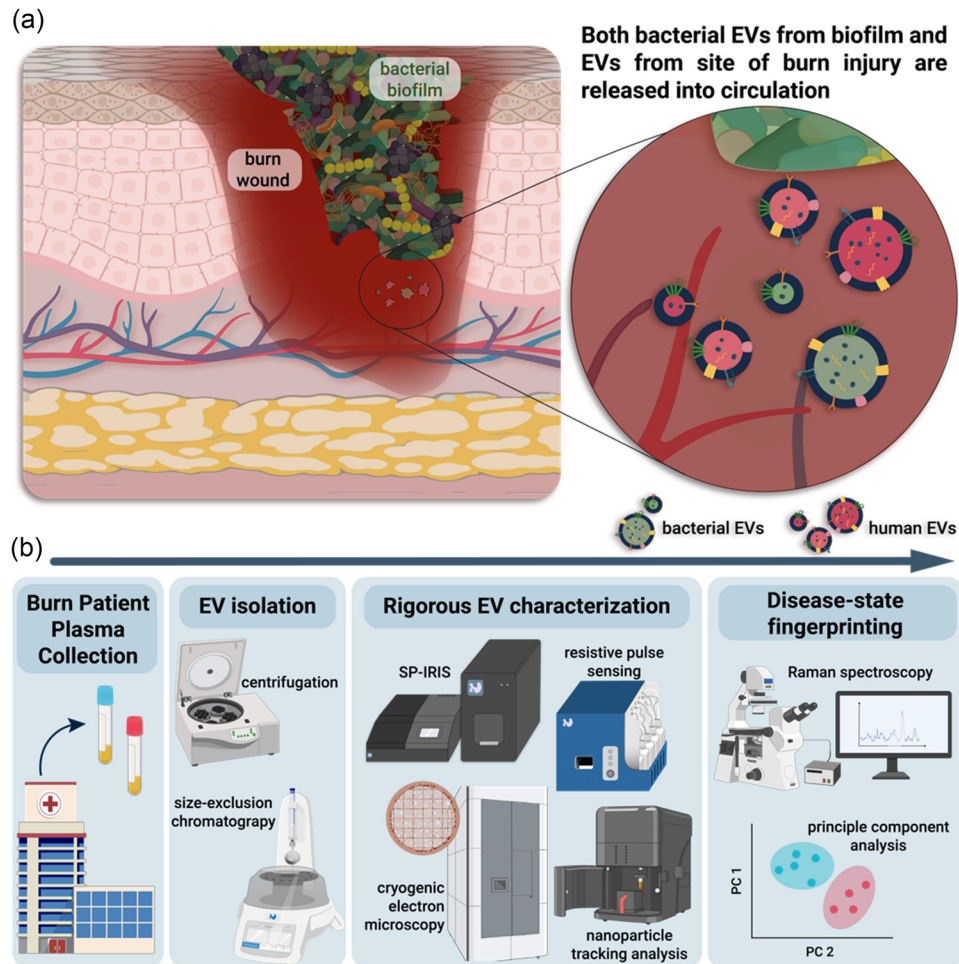 (a)
bacterial
biofilm
burn
wound
Both bacterial EVs from biofilm and
EVs from site of burn injury are
released into circulation
bacterial EVs
human EVs
(b)
Burn Patient
Plasma
Collection
EV isolation
centrifugation
size-exclusion
chromatograpy
Rigorous EV characterization
SP-IRIS
resistive pulse
sensing
cryogenic
electron
microscopy
nanoparticle
tracking analysis
Disease-state
fingerprinting
Raman spectroscopy
principle component
analysis
PC 1
PC 2